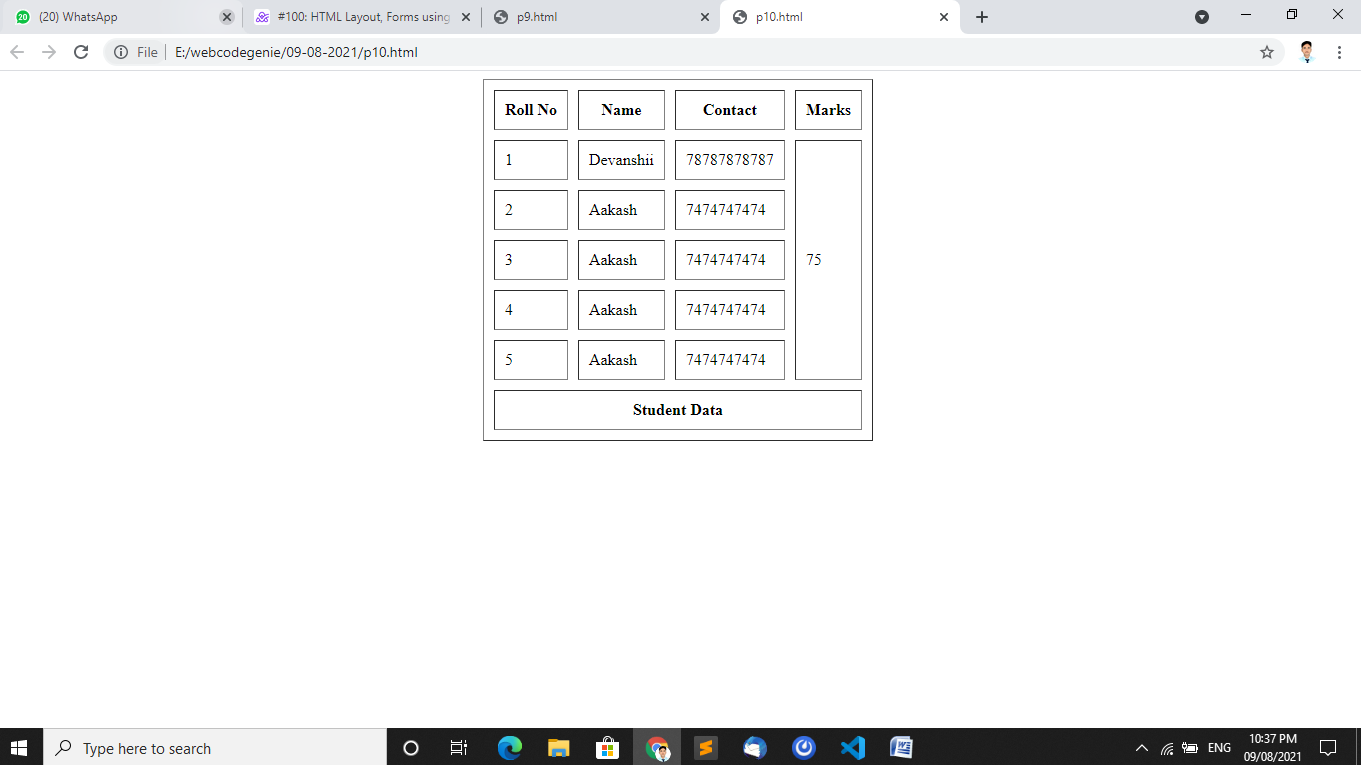 20 (20) WhatsApp #100: HTML Layout, Forms using p9.html p10.html
File E:/webcodegenie/09-08-2021/p10.html
Roll No Name Contact Marks
1 Devanshii 78787878787
2 Aakash 7474747474
3 Aakash 7474747474 75
4 Aakash 7474747474
5 Aakash 7474747474
Student Data
Type here to search ENG 10:37 PM
09/08/2021